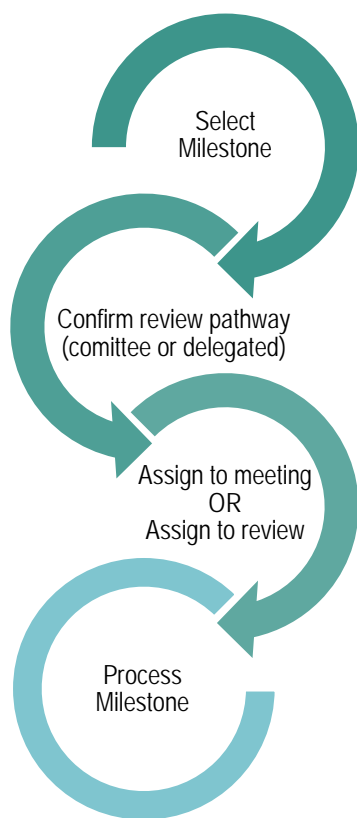 Select
Milestone
Confirm review pathway
(comittee or delegated)
Assign to meeting
OR
Assign to review
Process
Milestone